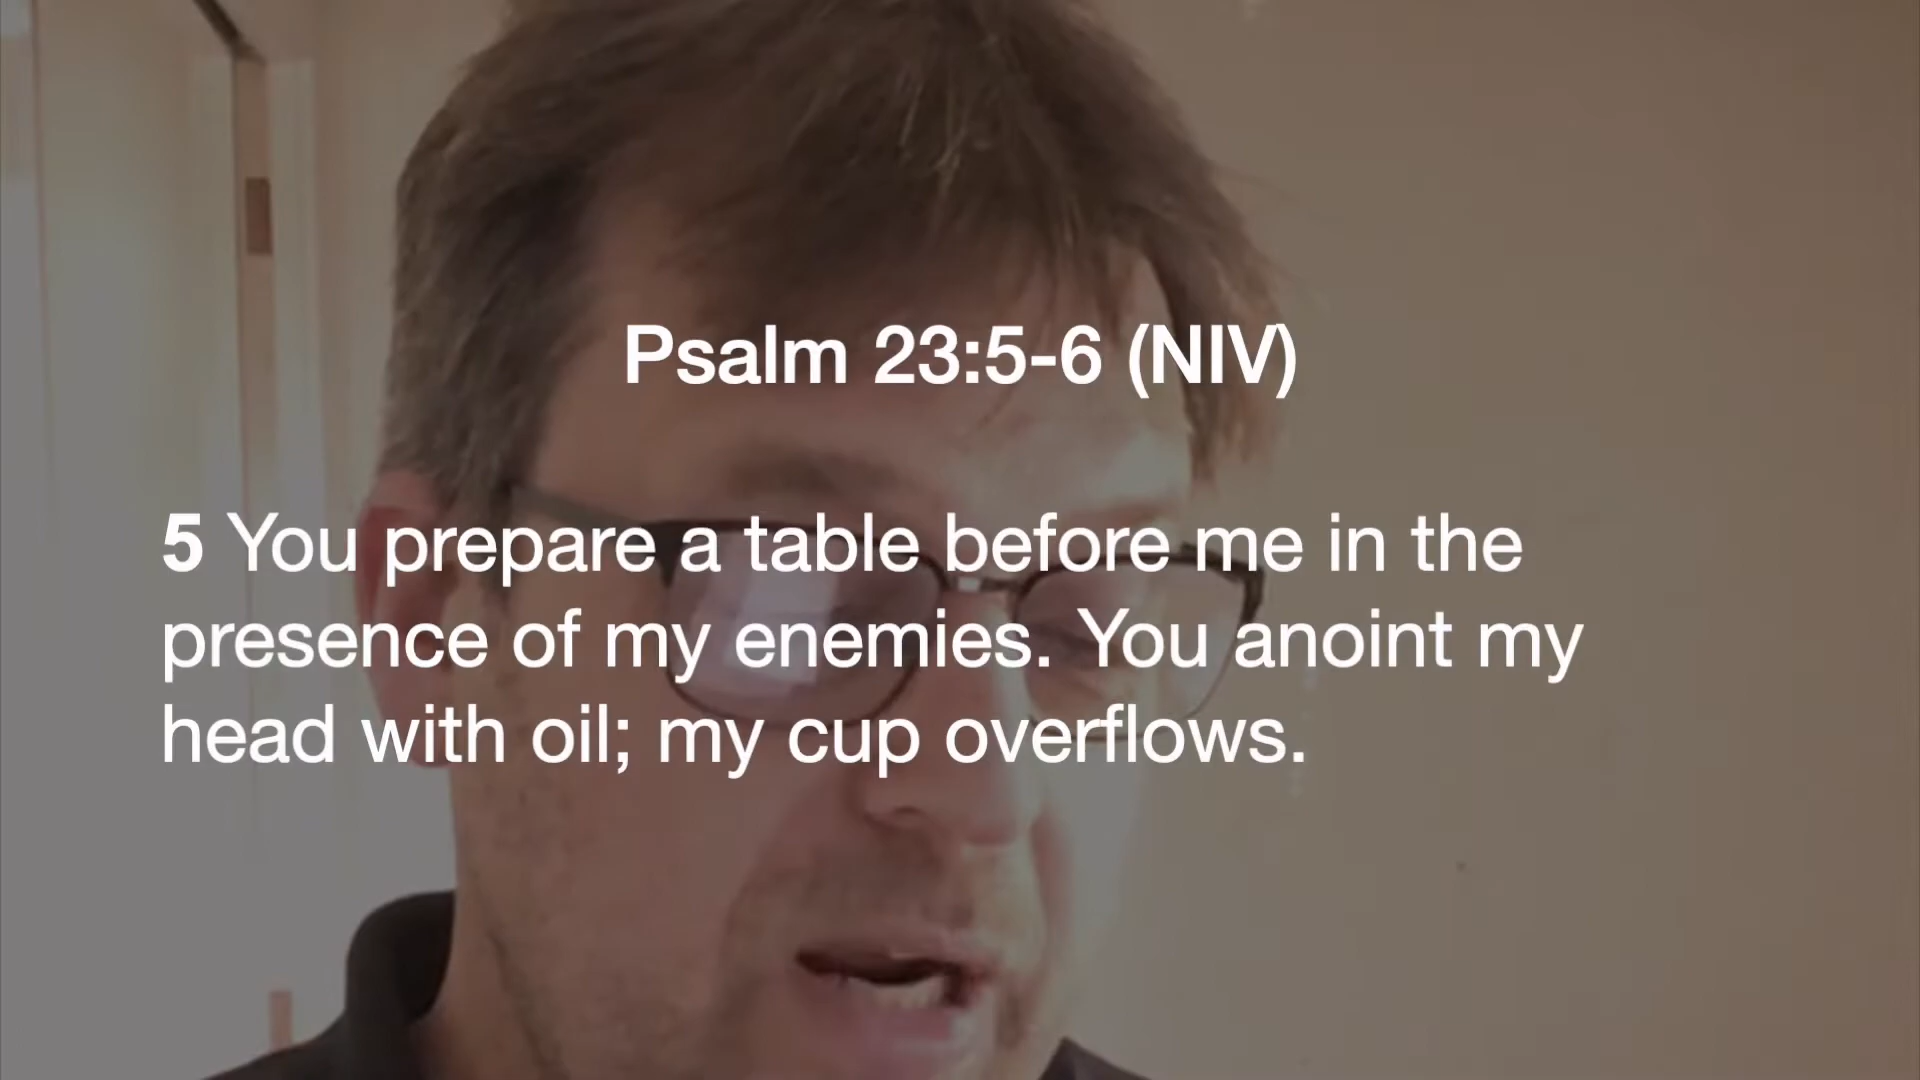 Psalm 23:5-6 (NIV)
5 You prepare a table before me in the
presence of my enemies. You anoint my
head with oil; my cup overflows.